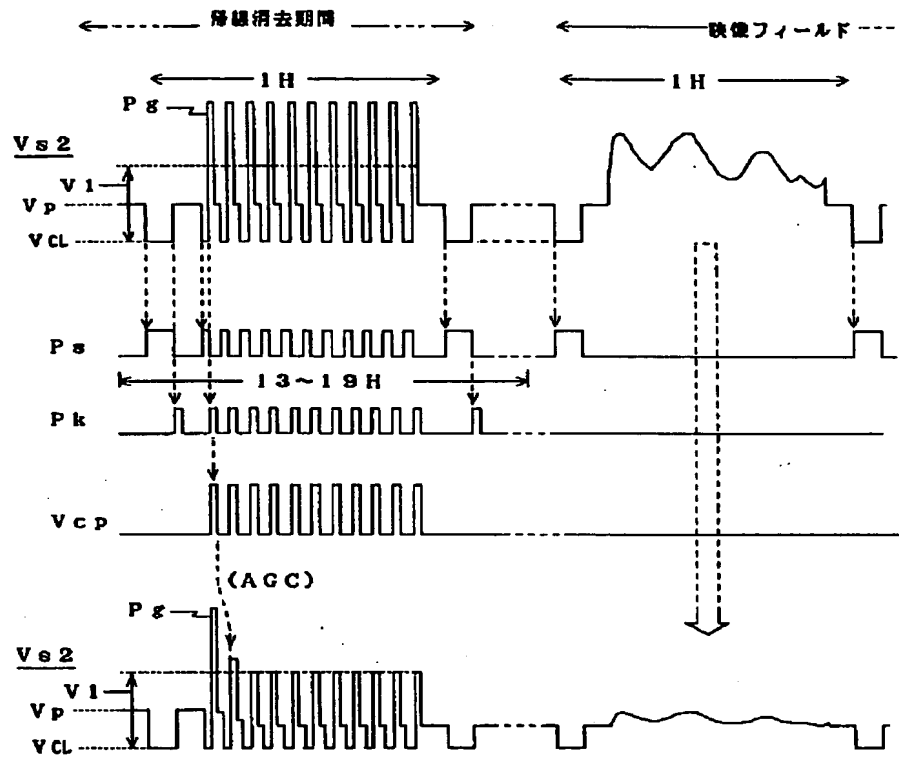 帰線消去期間
映像フィールド
1H
1H
Pg
Vs2
V1
Vp
VCL
Ps
13～19H
Pk
Vcp
(AGC)
Pg
Vs2
V1
Vp
VCL